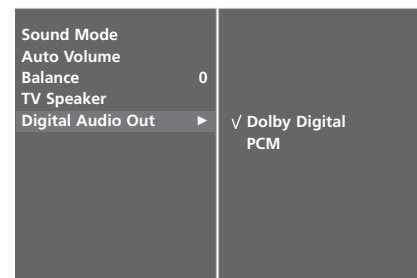 Sound Mode
Auto Volume
Balance 0
TV Speaker
Digital Audio Out ►
√ Dolby Digital
PCM